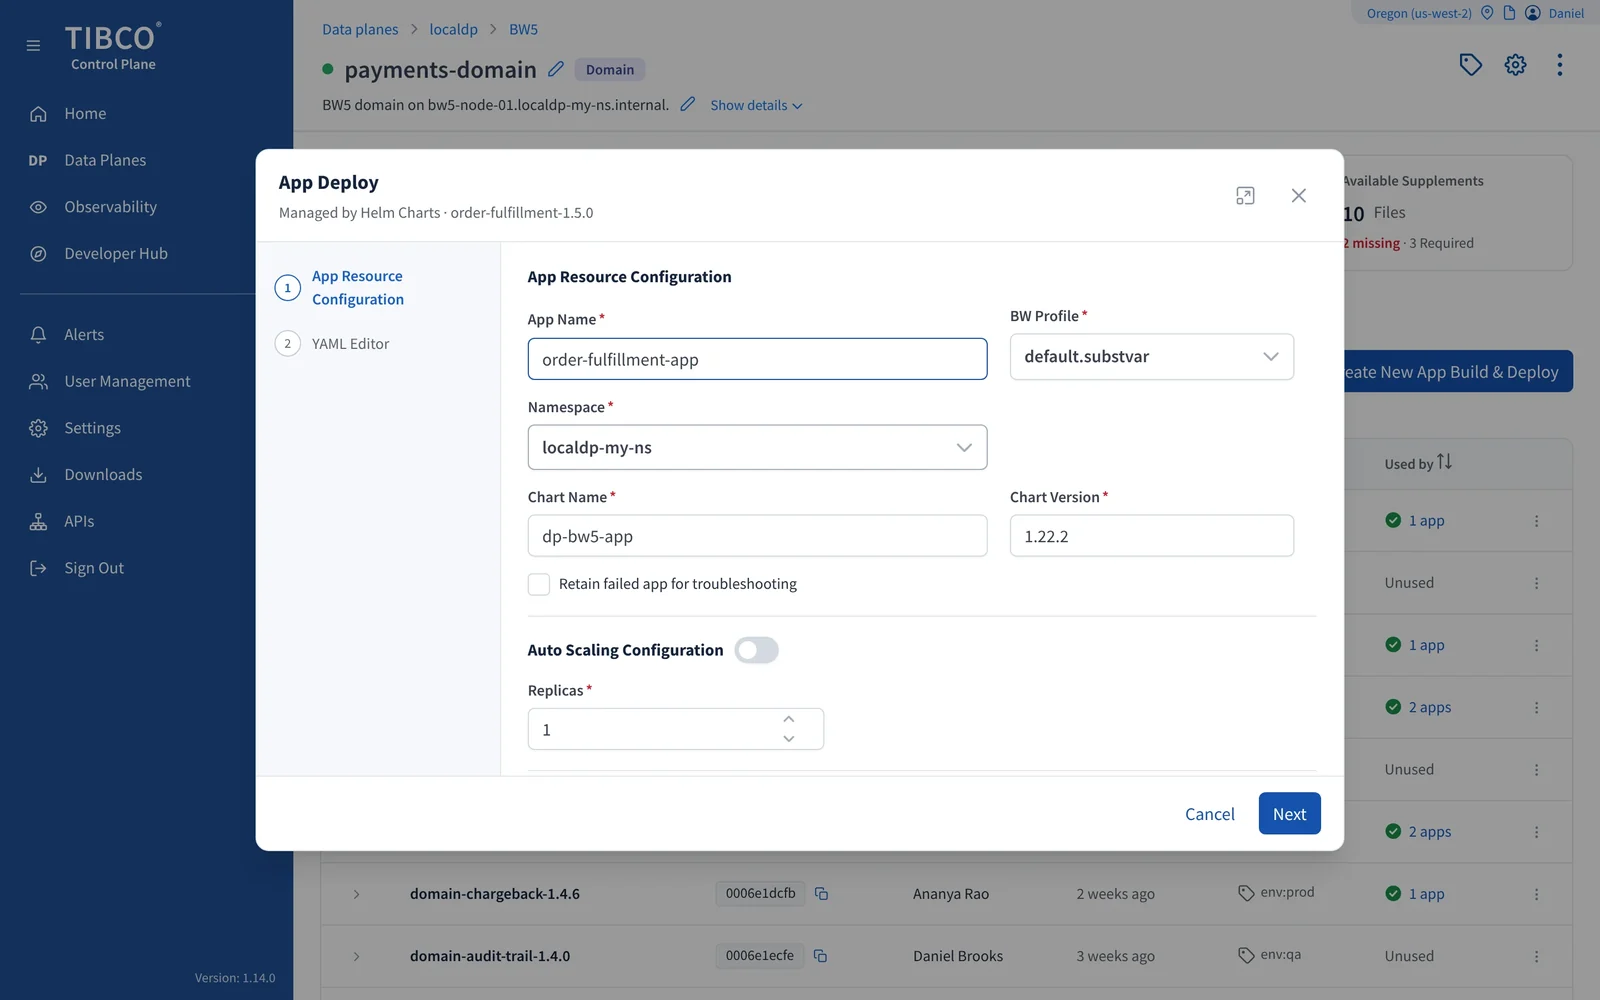 TIBCO®
Control Plane
Home
DP Data Planes
Observability
Developer Hub
Alerts
User Management
Settings
Downloads
APIs
Sign Out
Version: 1.14.0
Data planes > localdp > BW5
Oregon (us-west-2) Daniel
payments-domain Domain
BW5 domain on bw5-node-01.localdp-my-ns.internal. Show details
Available Supplements
10 Files
2 missing · 3 Required
eate New App Build & Deploy
App Deploy
Managed by Helm Charts · order-fulfillment-1.5.0
1 App Resource
Configuration
2 YAML Editor
App Resource Configuration
App Name *
order-fulfillment-app
BW Profile *
default.substvar
Namespace *
localdp-my-ns
Chart Name *
dp-bw5-app
Chart Version *
1.22.2
Retain failed app for troubleshooting
Auto Scaling Configuration
Replicas *
1
Cancel Next
Used by
1 app
Unused
1 app
2 apps
Unused
2 apps
domain-chargeback-1.4.6 0006e1dcfb Ananya Rao 2 weeks ago env:prod 1 app
domain-audit-trail-1.4.0 0006e1ecfe Daniel Brooks 3 weeks ago env:qa Unused